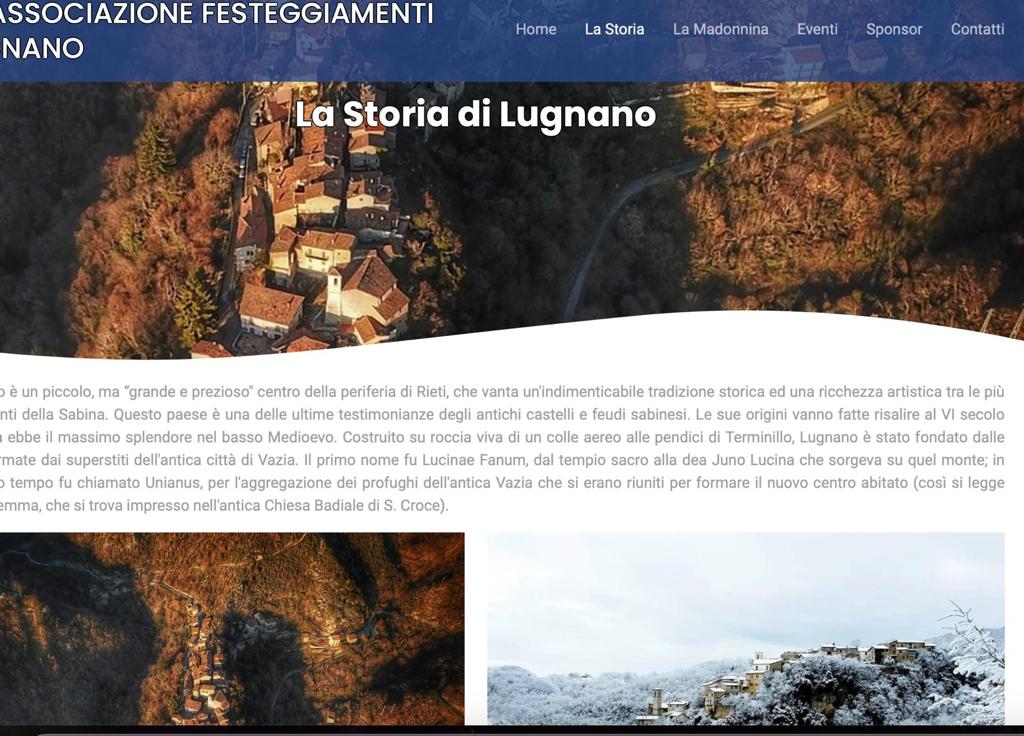 ASSOCIAZIONE FESTEGGIAMENTI
GNANO
Home La Storia La Madonnina Eventi Sponsor Contatti
La Storia di Lugnano
o è un piccolo, ma “grande e prezioso" centro della periferia di Rieti, che vanta un'indimenticabile tradizione storica ed una ricchezza artistica tra le più
nti della Sabina. Questo paese è una delle ultime testimonianze degli antichi castelli e feudi sabinesi. Le sue origini vanno fatte risalire al VI secolo
a ebbe il massimo splendore nel basso Medioevo. Costruito su roccia viva di un colle aereo alle pendici di Terminillo, Lugnano è stato fondato dalle
rmate dai superstiti dell'antica città di Vazia. Il primo nome fu Lucinae Fanum, dal tempio sacro alla dea Juno Lucina che sorgeva su quel monte; in
o tempo fu chiamato Unianus, per l'aggregazione dei profughi dell'antica Vazia che si erano riuniti per formare il nuovo centro abitato (così si legge
emma, che si trova impresso nell'antica Chiesa Badiale di S. Croce).